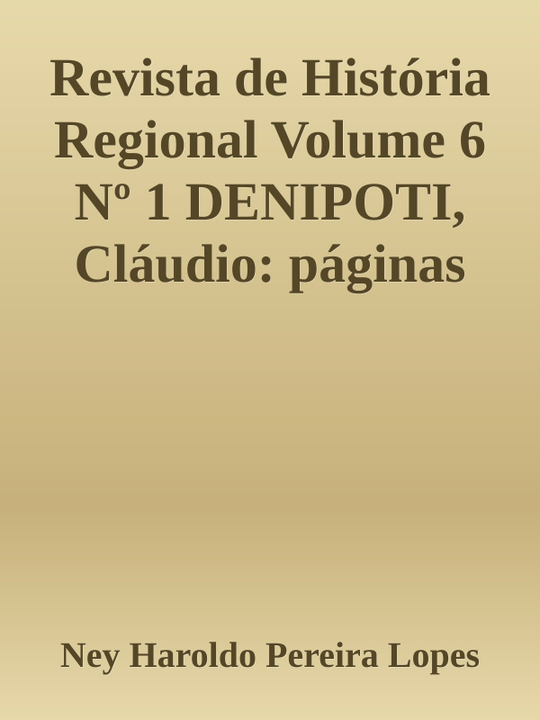 Revista de História
Regional Volume 6
Nº 1 DENIPOTI,
Cláudio: páginas
Ney Haroldo Pereira Lopes